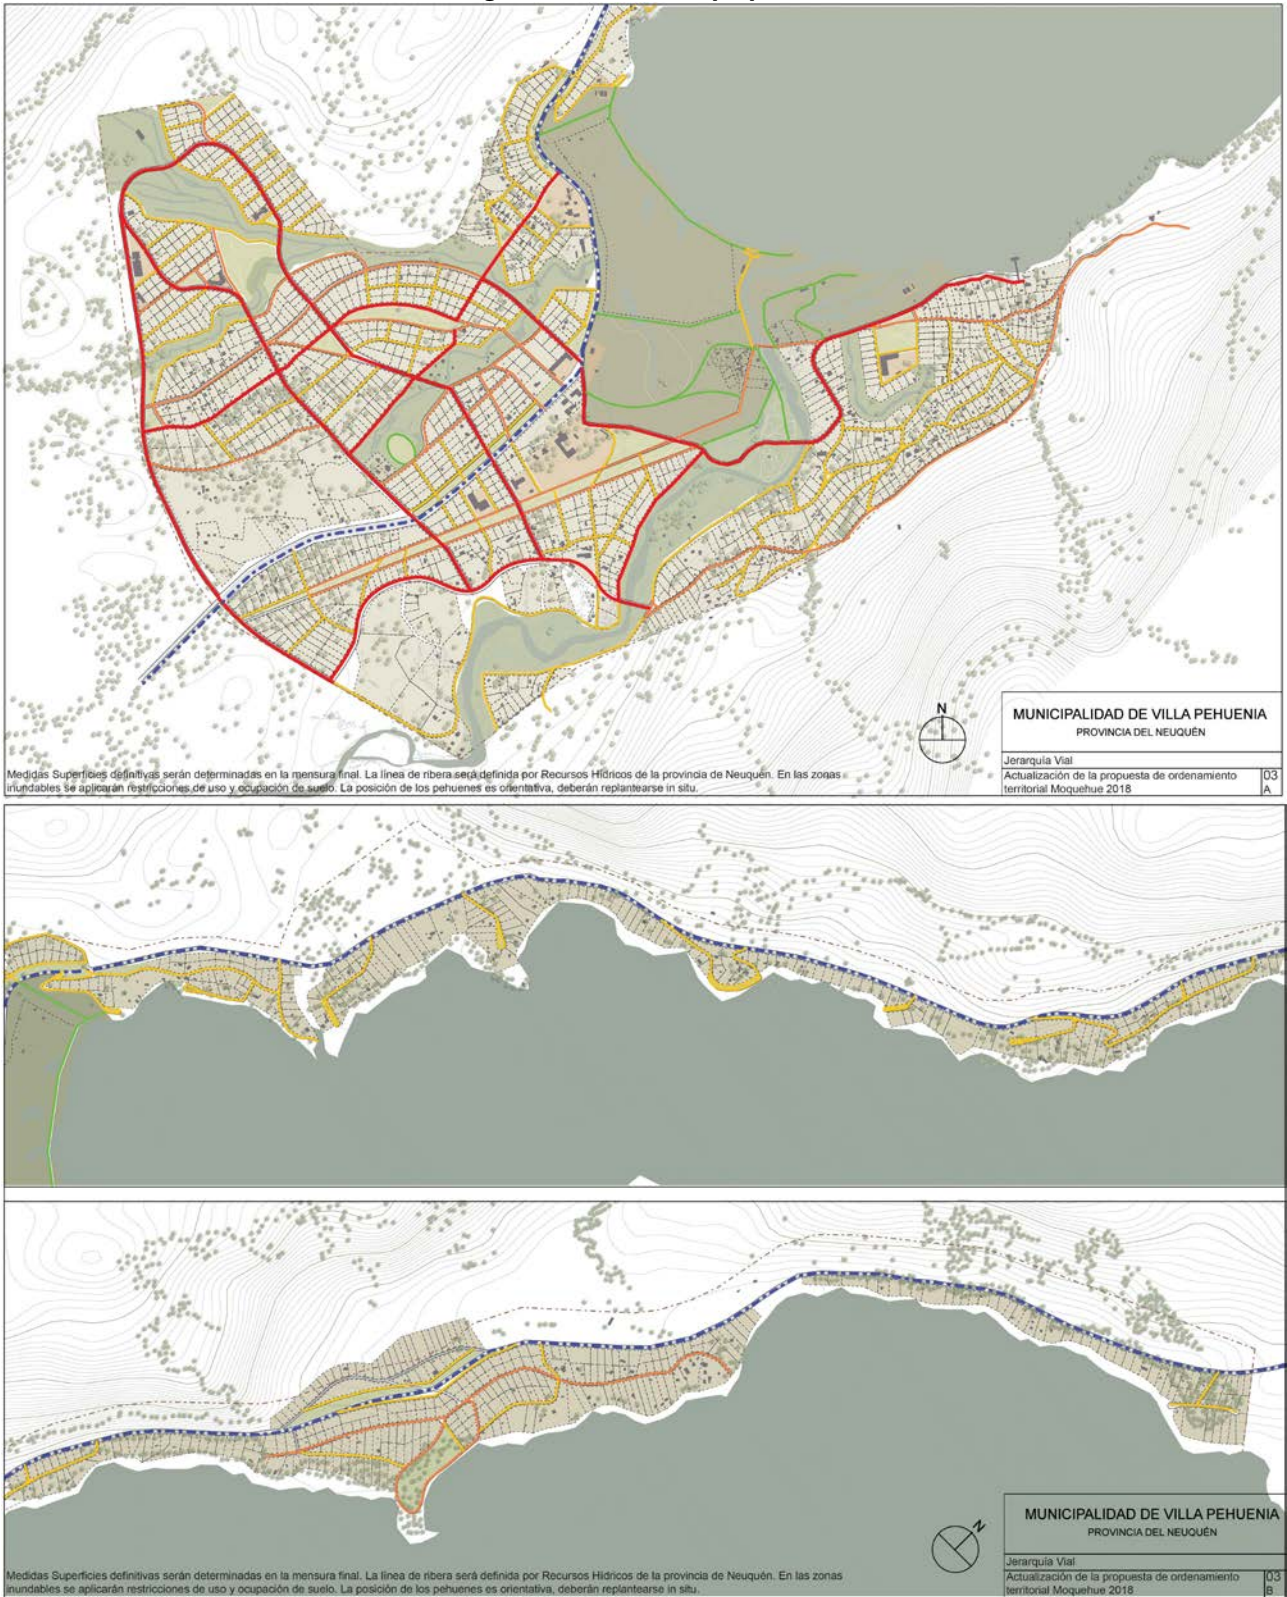 N
MUNICIPALIDAD DE VILLA PEHUENIA
PROVINCIA DEL NEUQUÉN
Jerarquía Vial
Actualización de la propuesta de ordenamiento
territorial Moquehue 2018
03
A
Medidas Superficies definitivas serán determinadas en la mensura final. La línea de ribera será definida por Recursos Hídricos de la provincia de Neuquén. En las zonas
inundables se aplicarán restricciones de uso y ocupación de suelo. La posición de los pehuenes es orientativa, deberán replantearse in situ.
N
MUNICIPALIDAD DE VILLA PEHUENIA
PROVINCIA DEL NEUQUÉN
Jerarquía Vial
Actualización de la propuesta de ordenamiento
territorial Moquehue 2018
03
B
Medidas Superficies definitivas serán determinadas en la mensura final. La línea de ribera será definida por Recursos Hídricos de la provincia de Neuquén. En las zonas
inundables se aplicarán restricciones de uso y ocupación de suelo. La posición de los pehuenes es orientativa, deberán replantearse in situ.